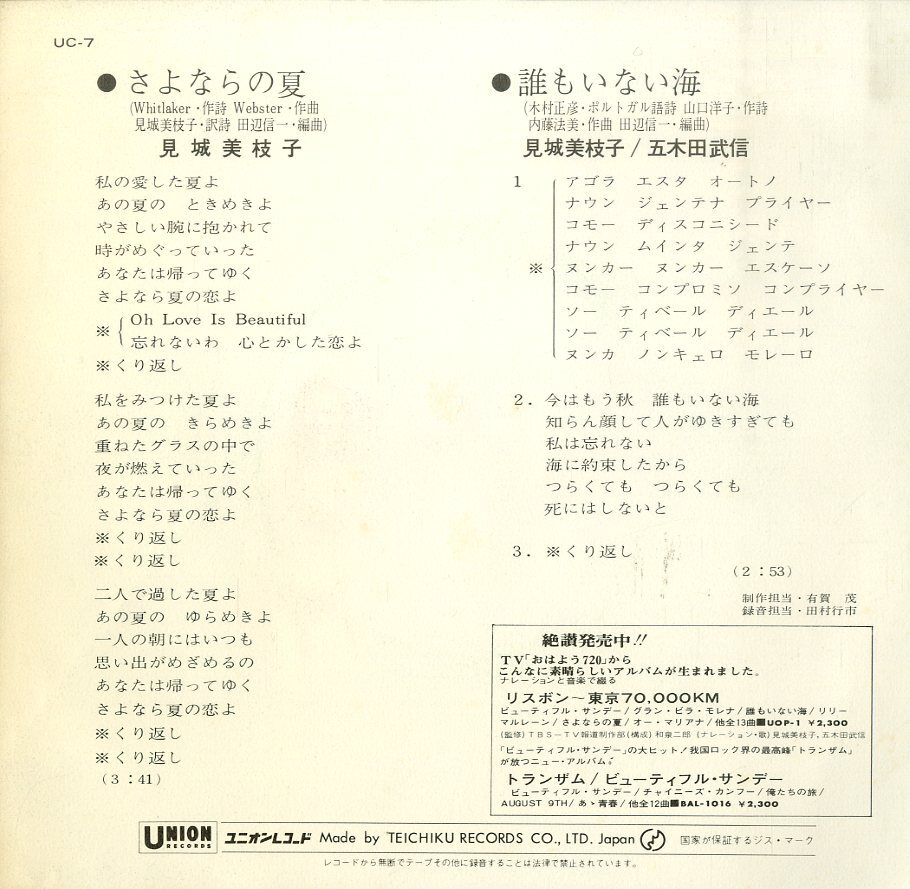 UC-7
●さよならの夏
(Whitlaker・作詩 Webster・作曲
見城美枝子・訳詩 田辺信一・編曲)
見城美枝子
私の愛した夏よ
あの夏の ときめきよ
やさしい腕に抱かれて
時がめぐっていった
あなたは帰ってゆく
さよなら夏の恋よ
※ Oh Love Is Beautiful
忘れないわ 心とかした恋よ
※くり返し
私をみつけた夏よ
あの夏の きらめきよ
重ねたグラスの中で
夜が燃えていった
あなたは帰ってゆく
さよなら夏の恋よ
※くり返し
※くり返し
二人で過した夏よ
あの夏の ゆらめきよ
一人の朝にはいつも
思い出がめざめるの
あなたは帰ってゆく
さよなら夏の恋よ
※くり返し
※くり返し
(3:41)
●誰もいない海
(木村正彦・ポルトガル語詩 山口洋子・作詩
内藤法美・作曲 田辺信一・編曲)
見城美枝子/五木田武信
1 アゴラ エスタ オートノ
ナウン ジェンテナ プライヤー
コモー ディスコニシード
ナウン ムインタ ジェンテ
※ ヌンカー ヌンカー エスケーソ
コモー コンプロミソ コンプライヤー
ソー ティベール ディエール
ソー ティベール ディエール
ヌンカ ノンキェロ モレーロ
2. 今はもう秋 誰もいない海
知らん顔して人がゆきすぎても
私は忘れない
海に約束したから
つらくても つらくても
死にはしないと
3. ※くり返し
(2:53)
制作担当・有賀 茂
録音担当・田村行市
絶讃発売中!!
TV「おはよう720」から
こんなに素晴らしいアルバムが生まれました。
ナレーションと音楽で綴る
リスボン〜東京70,000KM
ビューティフル・サンデー/グラン・ビラ・モレナ/誰もいない海/リリー
マルレーン/さよならの夏/オー・マリアナ/他全13曲■UOP-1 ¥2,300
(監修)TBS-TV報道制作部(構成)和泉二郎(ナレーション・歌)見城美枝子,五木田武信
「ビューティフル・サンデー」の大ヒット!我国ロック界の最高峰「トランザム」
が放つニュー・アルバム。
トランザム/ビューティフル・サンデー
ビューティフル・サンデー/チャイニーズ・カンフー/俺たちの旅/
AUGUST 9TH/あゝ青春/他全12曲■BAL-1016 ¥2,300
UNION RECORDS ユニオンレコード Made by TEICHIKU RECORDS CO., LTD. Japan 国家が保証するジス・マーク
レコードから無断でテープその他に録音することは法律で禁止されています。